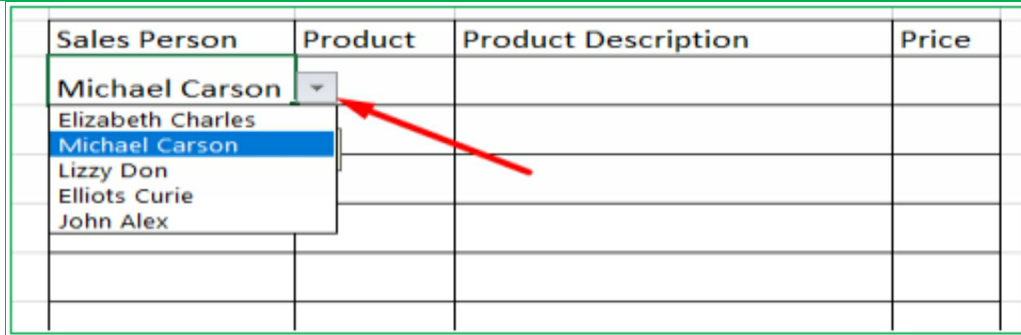 Sales Person Product Product Description Price
Michael Carson
Elizabeth Charles
Michael Carson
Lizzy Don
Elliots Curie
John Alex